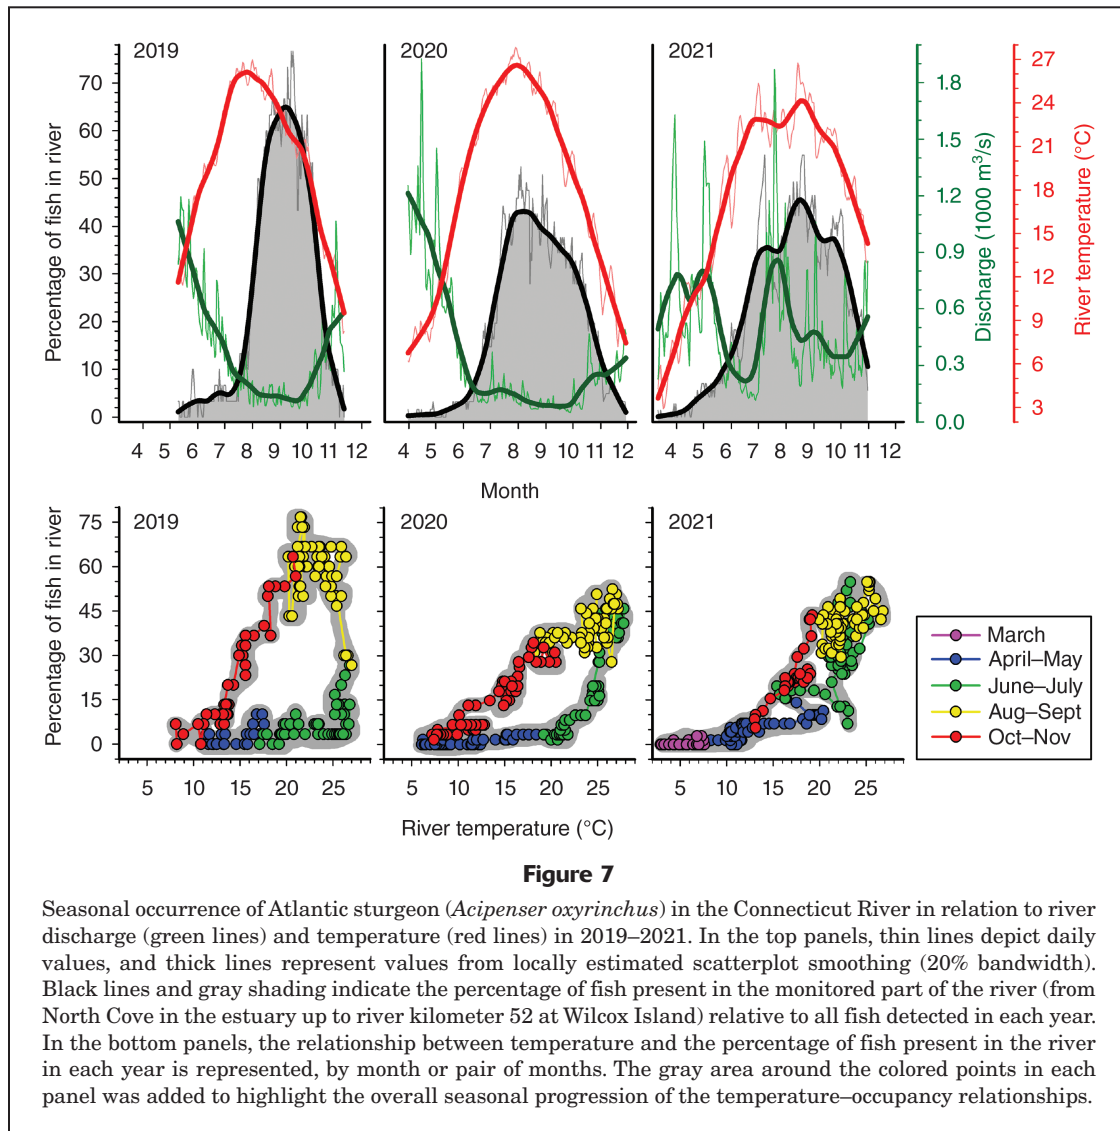 2019
2020
2021
Percentage of fish in river
70
60
50
40
30
20
10
0
1.8
1.5
1.2
0.9
0.6
0.3
0.0
Discharge (1000 m³/s)
27
24
21
18
15
12
9
6
3
River temperature (°C)
4 5 6 7 8 9 10 11 12
4 5 6 7 8 9 10 11 12
4 5 6 7 8 9 10 11 12
Month
2019
2020
2021
Percentage of fish in river
75
60
45
30
15
0
5 10 15 20 25
5 10 15 20 25
5 10 15 20 25
River temperature (°C)
March
April–May
June–July
Aug–Sept
Oct–Nov
Figure 7
Seasonal occurrence of Atlantic sturgeon (Acipenser oxyrinchus) in the Connecticut River in relation to river
discharge (green lines) and temperature (red lines) in 2019–2021. In the top panels, thin lines depict daily
values, and thick lines represent values from locally estimated scatterplot smoothing (20% bandwidth).
Black lines and gray shading indicate the percentage of fish present in the monitored part of the river (from
North Cove in the estuary up to river kilometer 52 at Wilcox Island) relative to all fish detected in each year.
In the bottom panels, the relationship between temperature and the percentage of fish present in the river
in each year is represented, by month or pair of months. The gray area around the colored points in each
panel was added to highlight the overall seasonal progression of the temperature–occupancy relationships.